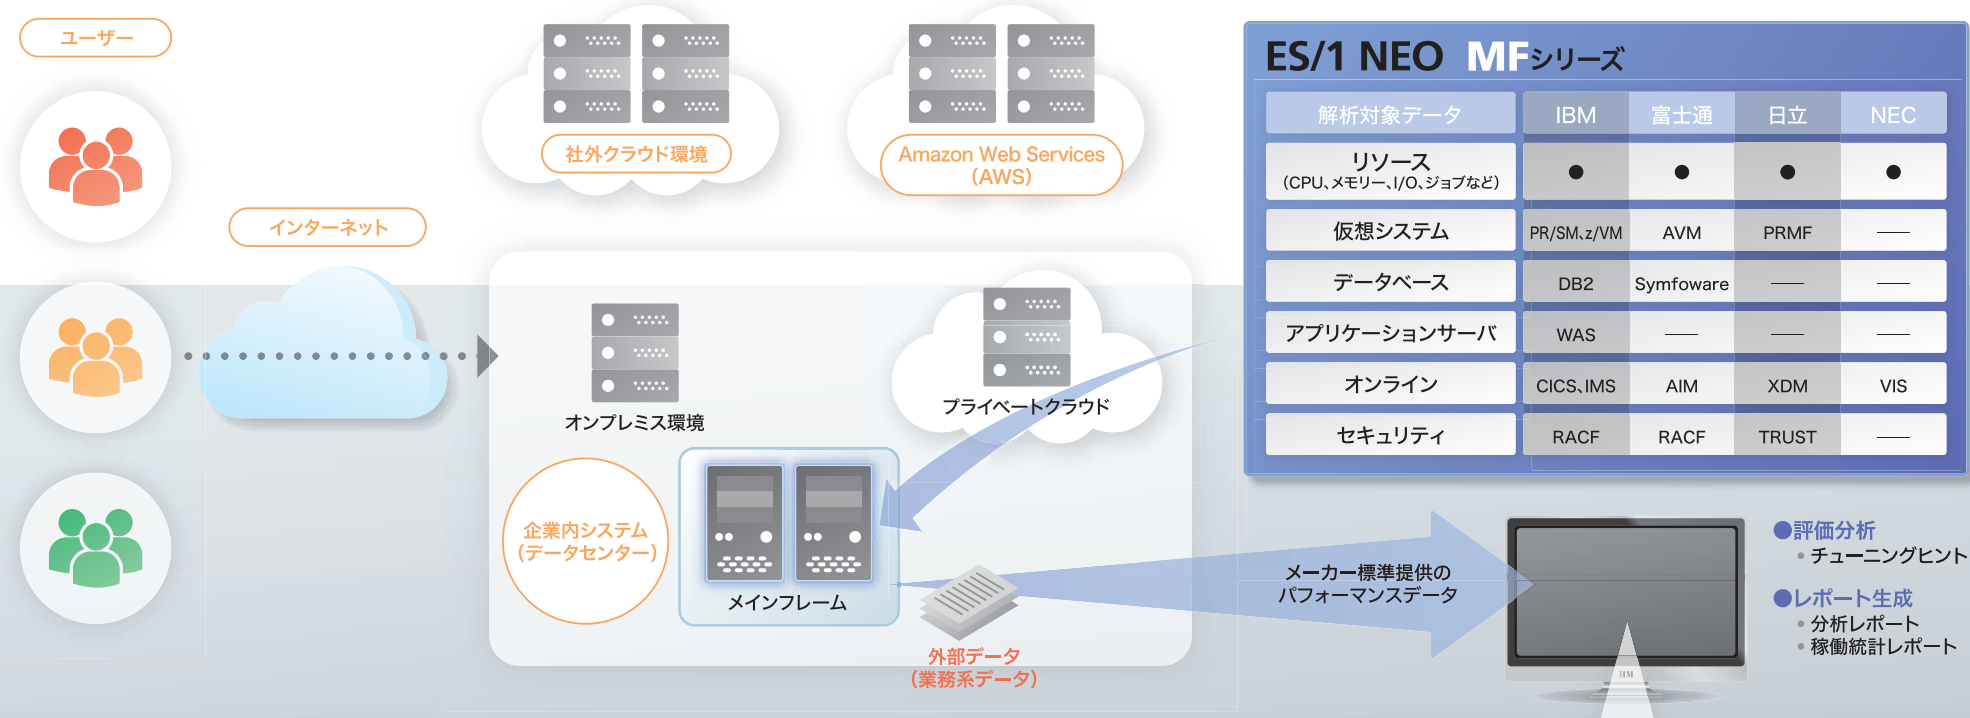 ユーザー
インターネット
社外クラウド環境
Amazon Web Services
(AWS)
オンプレミス環境
プライベートクラウド
企業内システム
(データセンター)
メインフレーム
外部データ
(業務系データ)
ES/1 NEO MFシリーズ
解析対象データ IBM 富士通 日立 NEC
リソース
(CPU、メモリー、I/O、ジョブなど) ● ● ● ●
仮想システム PR/SM、z/VM AVM PRMF ―
データベース DB2 Symfoware ― ―
アプリケーションサーバ WAS ― ― ―
オンライン CICS、IMS AIM XDM VIS
セキュリティ RACF RACF TRUST ―
メーカー標準提供の
パフォーマンスデータ
IIM
●評価分析
• チューニングヒント
●レポート生成
• 分析レポート
• 稼働統計レポート